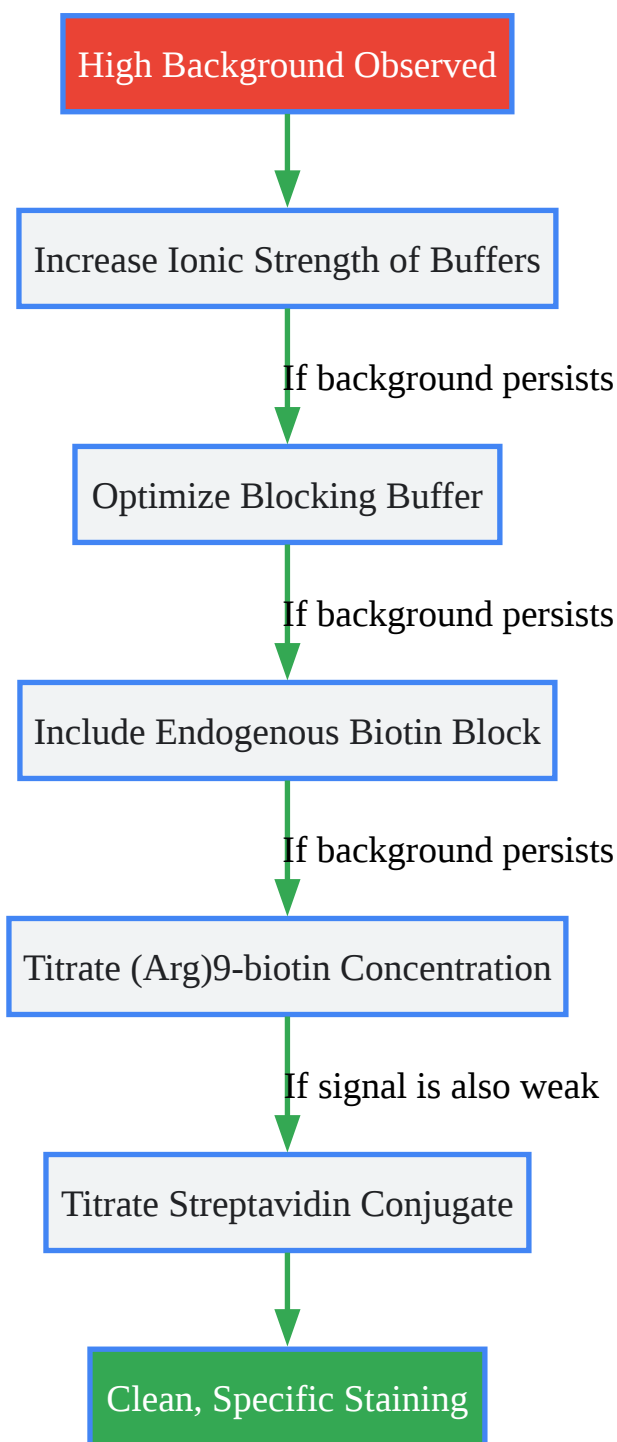 High Background Observed
Increase Ionic Strength of Buffers
If background persists
Optimize Blocking Buffer
If background persists
Include Endogenous Biotin Block
If background persists
Titrate (Arg)9-biotin Concentration
If signal is also weak
Titrate Streptavidin Conjugate
Clean, Specific Staining